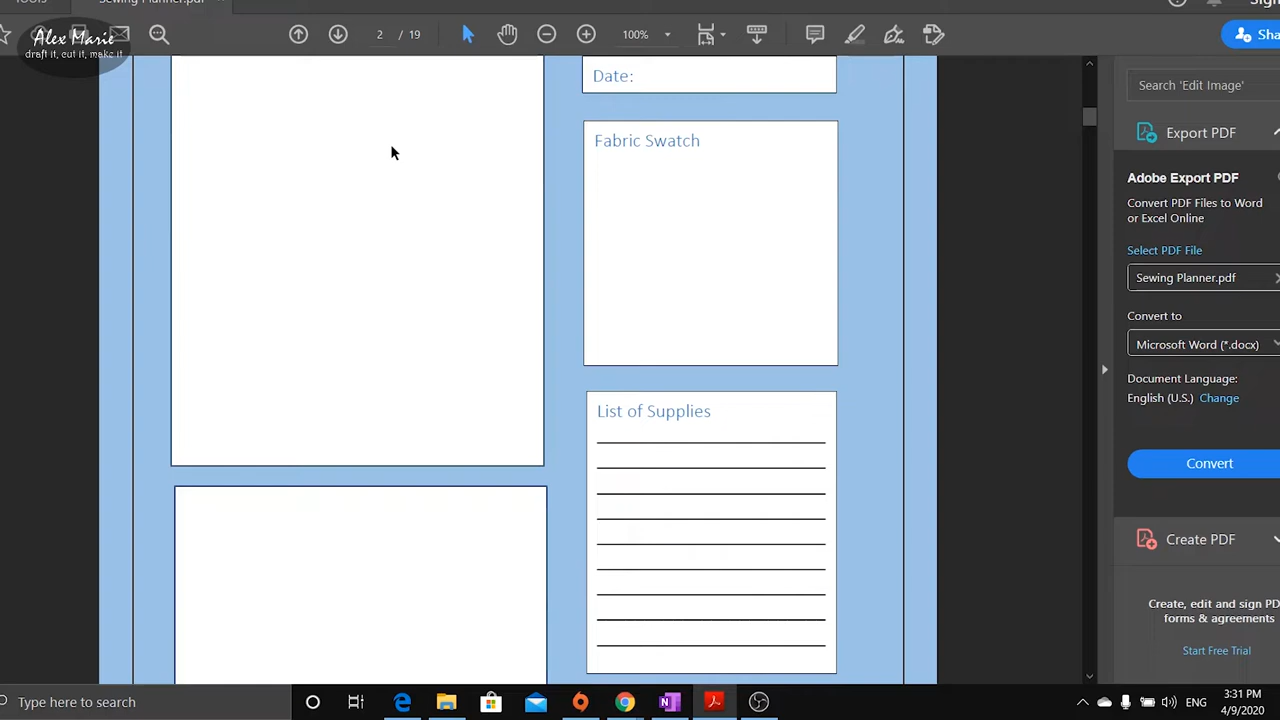 Sewing Planner.pdf
Alex Marie
draft it, cut it, make it
2 / 19
100%
Sha
Date:
Fabric Swatch
List of Supplies
Search 'Edit Image'
Export PDF
Adobe Export PDF
Convert PDF Files to Word
or Excel Online
Select PDF File
Sewing Planner.pdf
Convert to
Microsoft Word (*.docx)
Document Language:
English (U.S.) Change
Convert
Create PDF
Create, edit and sign PD
forms & agreements
Start Free Trial
Type here to search
ENG
3:31 PM
4/9/2020